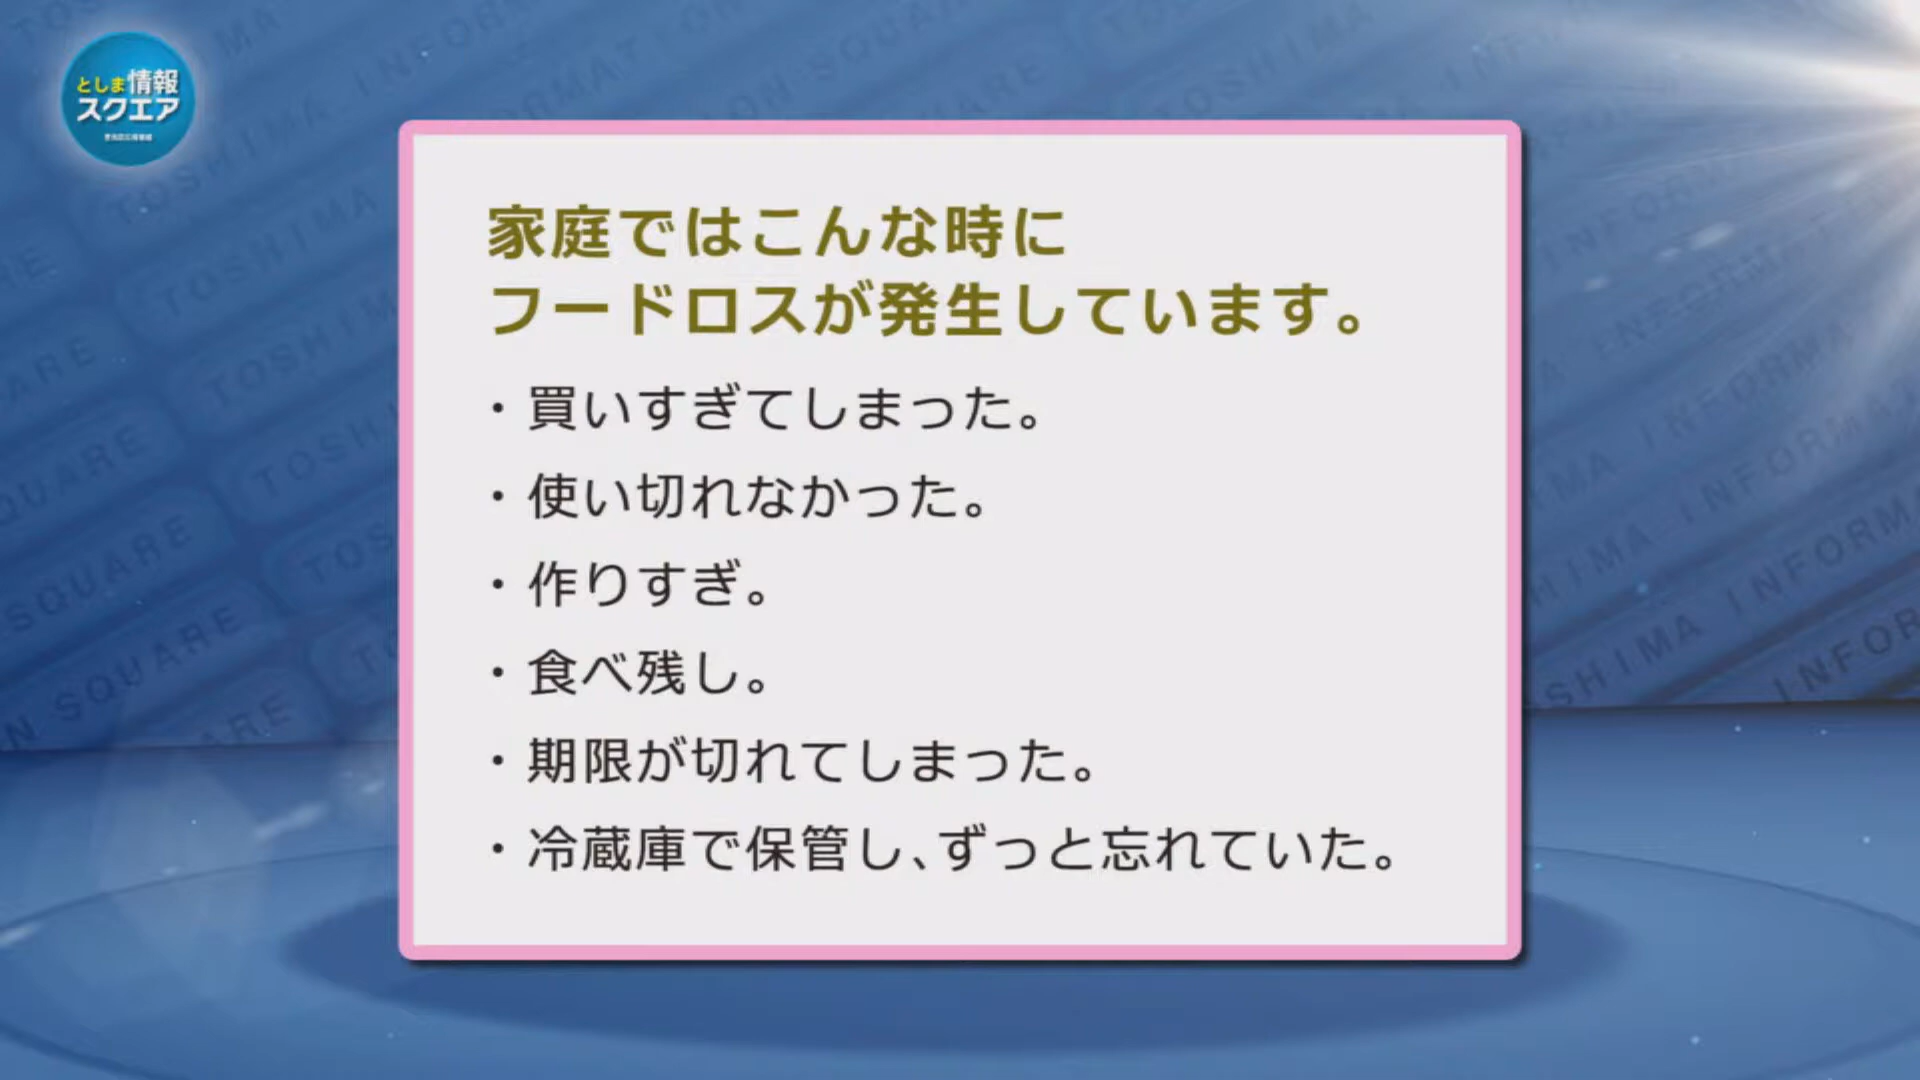 としま情報
スクエア
家庭ではこんな時に
フードロスが発生しています。
・買いすぎてしまった。
・使い切れなかった。
・作りすぎ。
・食べ残し。
・期限が切れてしまった。
・冷蔵庫で保管し、ずっと忘れていた。